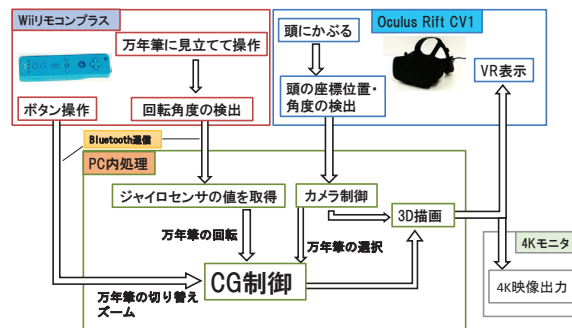 Wiiリモコンプラス
万年筆に見立てて操作
ボタン操作
回転角度の検出
頭にかぶる
Oculus Rift CV1
頭の座標位置・
角度の検出
VR表示
Bluetooth通信
PC内処理
ジャイロセンサの値を取得
カメラ制御
3D描画
万年筆の回転
万年筆の選択
CG制御
万年筆の切り替え
ズーム
4Kモニタ
4K映像出力